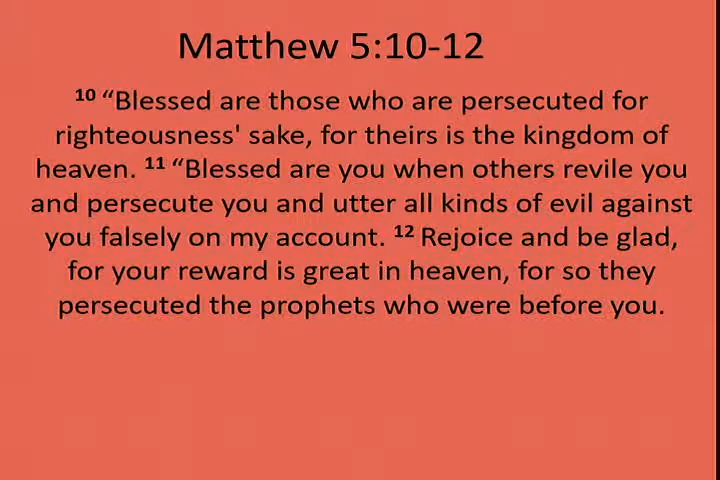 Matthew 5:10-12
10 “Blessed are those who are persecuted for
righteousness' sake, for theirs is the kingdom of
heaven. 11 “Blessed are you when others revile you
and persecute you and utter all kinds of evil against
you falsely on my account. 12 Rejoice and be glad,
for your reward is great in heaven, for so they
persecuted the prophets who were before you.